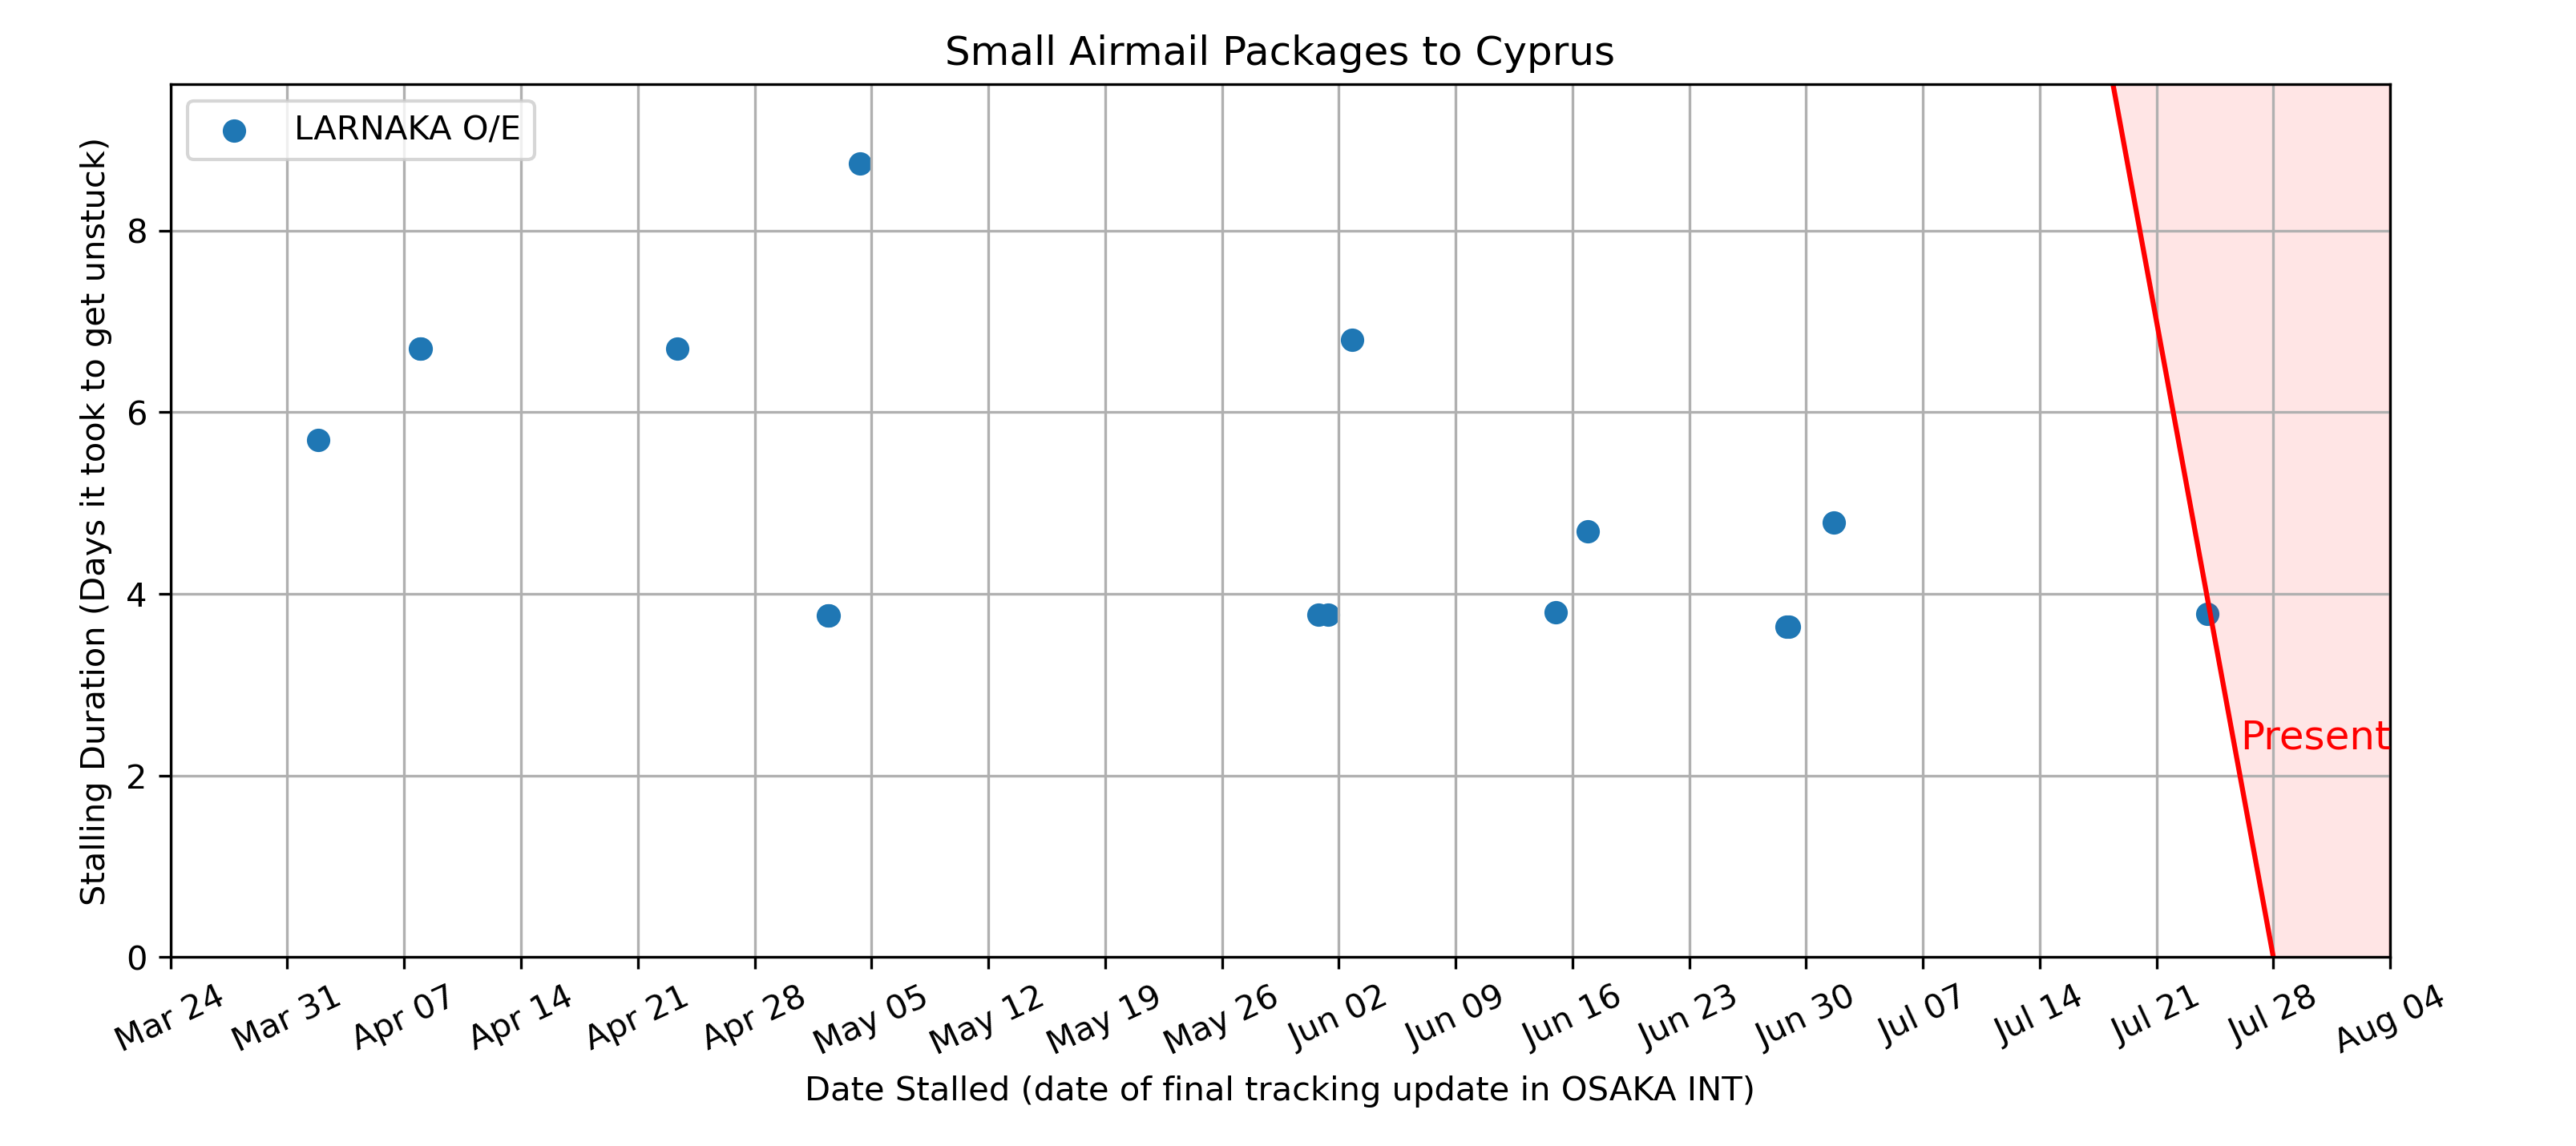 Small Airmail Packages to Cyprus
LARNAKA O/E
Stalling Duration (Days it took to get unstuck)
8
6
4
2
0
Present
Mar 24
Mar 31
Apr 07
Apr 14
Apr 21
Apr 28
May 05
May 12
May 19
May 26
Jun 02
Jun 09
Jun 16
Jun 23
Jun 30
Jul 07
Jul 14
Jul 21
Jul 28
Aug 04
Date Stalled (date of final tracking update in OSAKA INT)